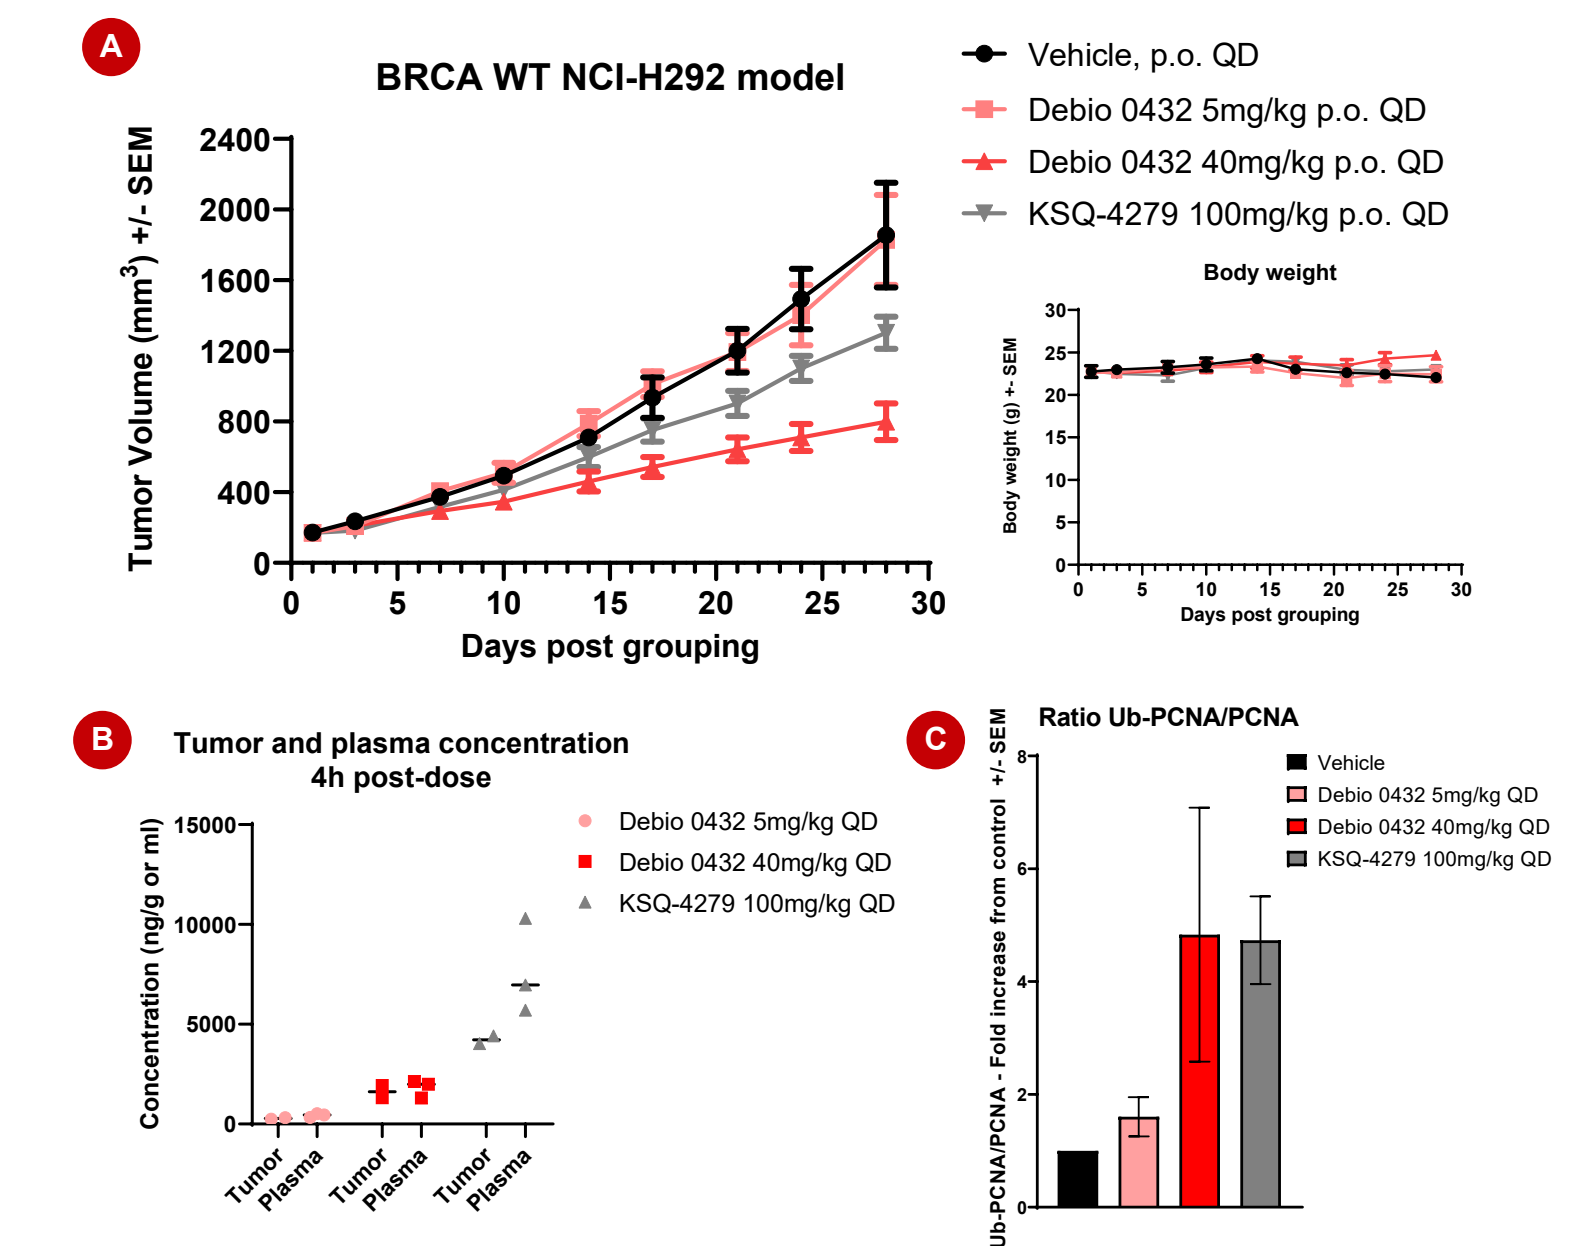 A
BRCA WT NCI-H292 model
Vehicle, p.o. QD
Debio 0432 5mg/kg p.o. QD
Debio 0432 40mg/kg p.o. QD
KSQ-4279 100mg/kg p.o. QD
Tumor Volume (mm³) +/- SEM
2400
2000
1600
1200
800
400
0
0 5 10 15 20 25 30
Days post grouping
Body weight
Body weight (g) +- SEM
30
25
20
15
10
5
0
0 5 10 15 20 25 30
Days post grouping
B
Tumor and plasma concentration
4h post-dose
Concentration (ng/g or ml)
15000
10000
5000
0
Tumor Plasma Tumor Plasma Tumor Plasma
Debio 0432 5mg/kg QD
Debio 0432 40mg/kg QD
KSQ-4279 100mg/kg QD
C
Ratio Ub-PCNA/PCNA
Ub-PCNA/PCNA - Fold increase from control +/- SEM
8
6
4
2
0
Vehicle
Debio 0432 5mg/kg QD
Debio 0432 40mg/kg QD
KSQ-4279 100mg/kg QD